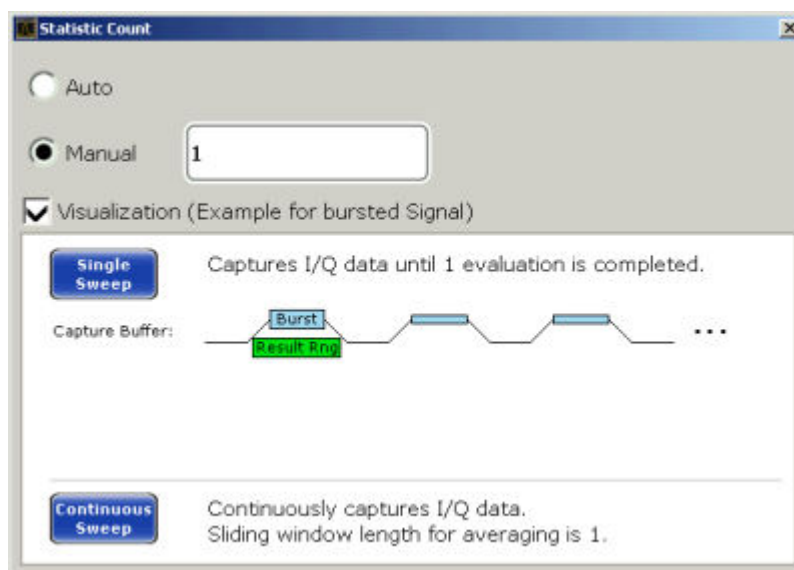 Statistic Count
Auto
Manual
1
Visualization (Example for bursted Signal)
Single
Sweep
Captures I/Q data until 1 evaluation is completed.
Capture Buffer:
Burst
Result Rng
...
Continuous
Sweep
Continuously captures I/Q data.
Sliding window length for averaging is 1.